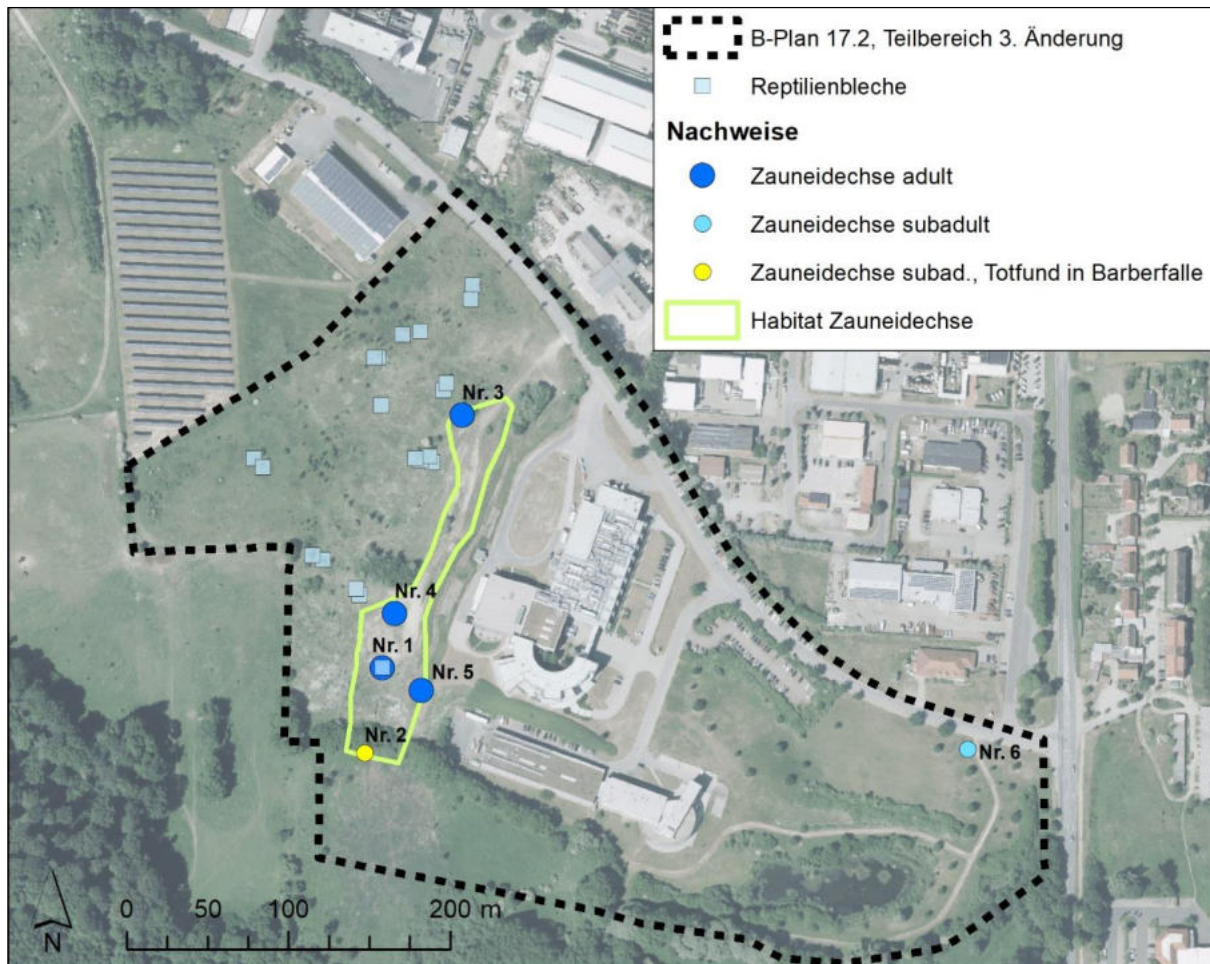 B-Plan 17.2, Teilbereich 3. Änderung
Reptilienbleche
Nachweise
Zauneidechse adult
Zauneidechse subadult
Zauneidechse subad., Totfund in Barberfalle
Habitat Zauneidechse
Nr. 3
Nr. 4
Nr. 1
Nr. 5
Nr. 2
Nr. 6
0 50 100 200 m
N